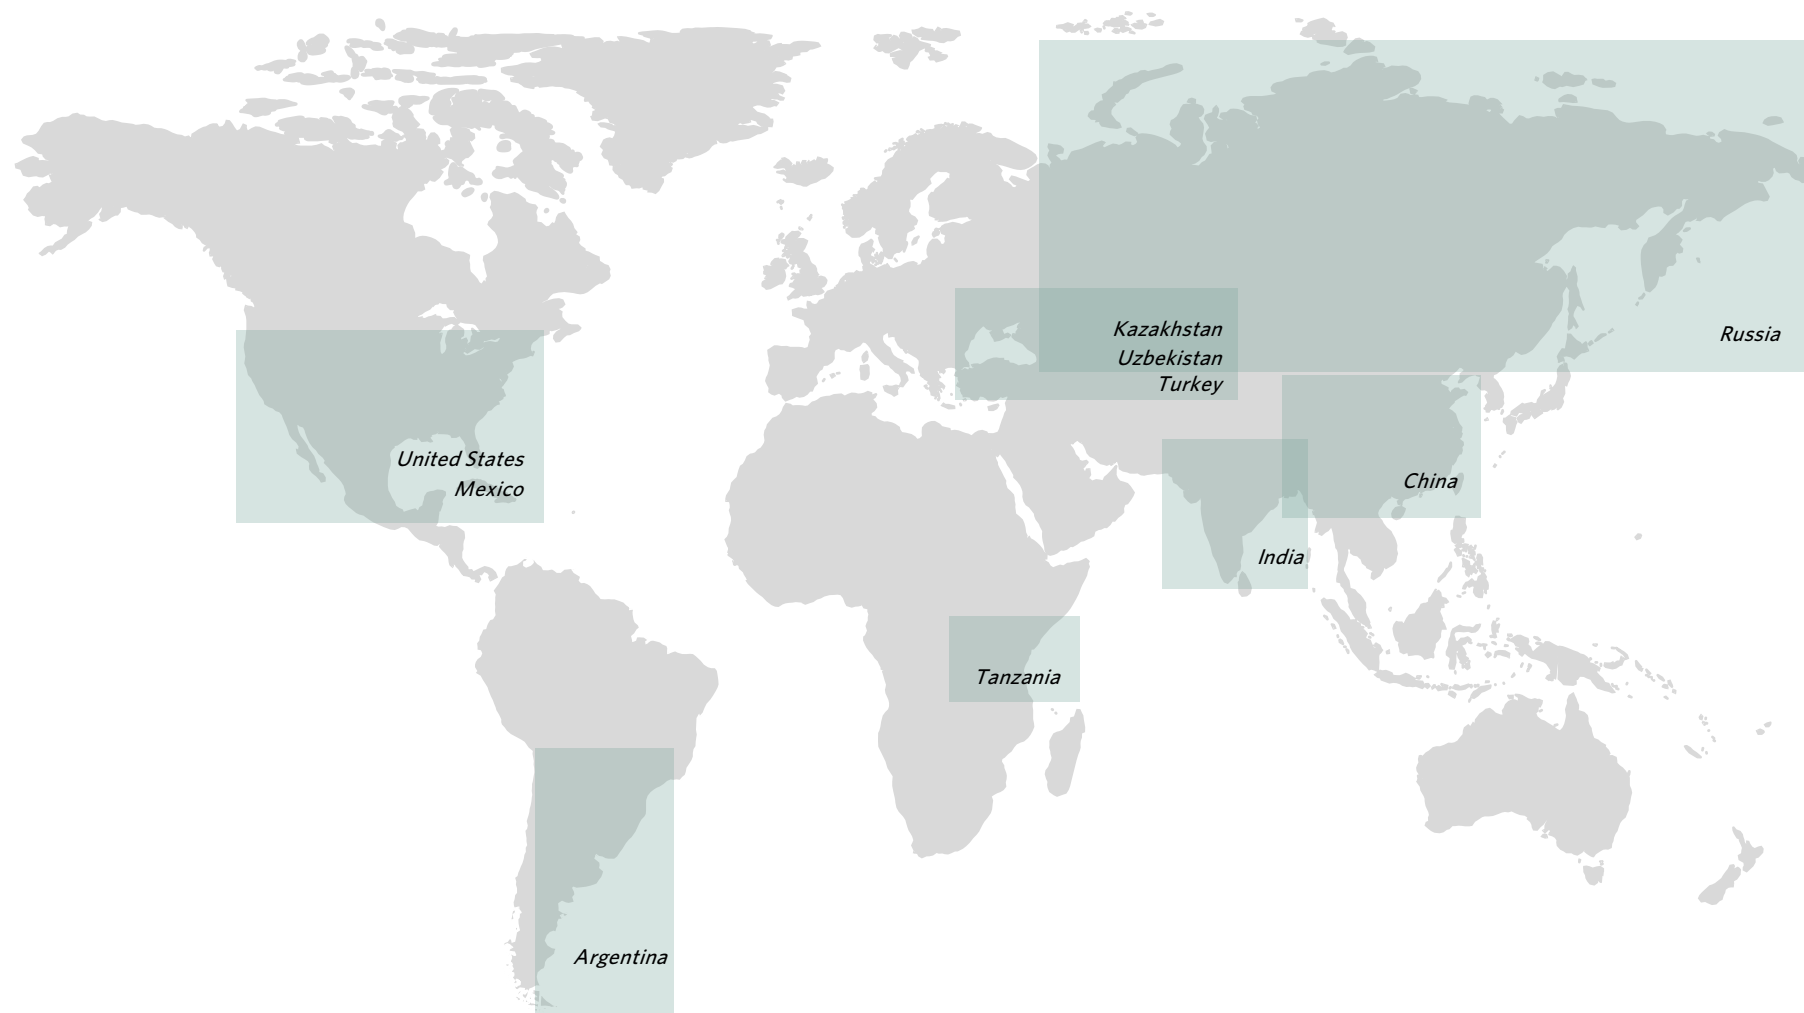 Kazakhstan
Uzbekistan
Turkey
Russia
United States
Mexico
China
India
Tanzania
Argentina